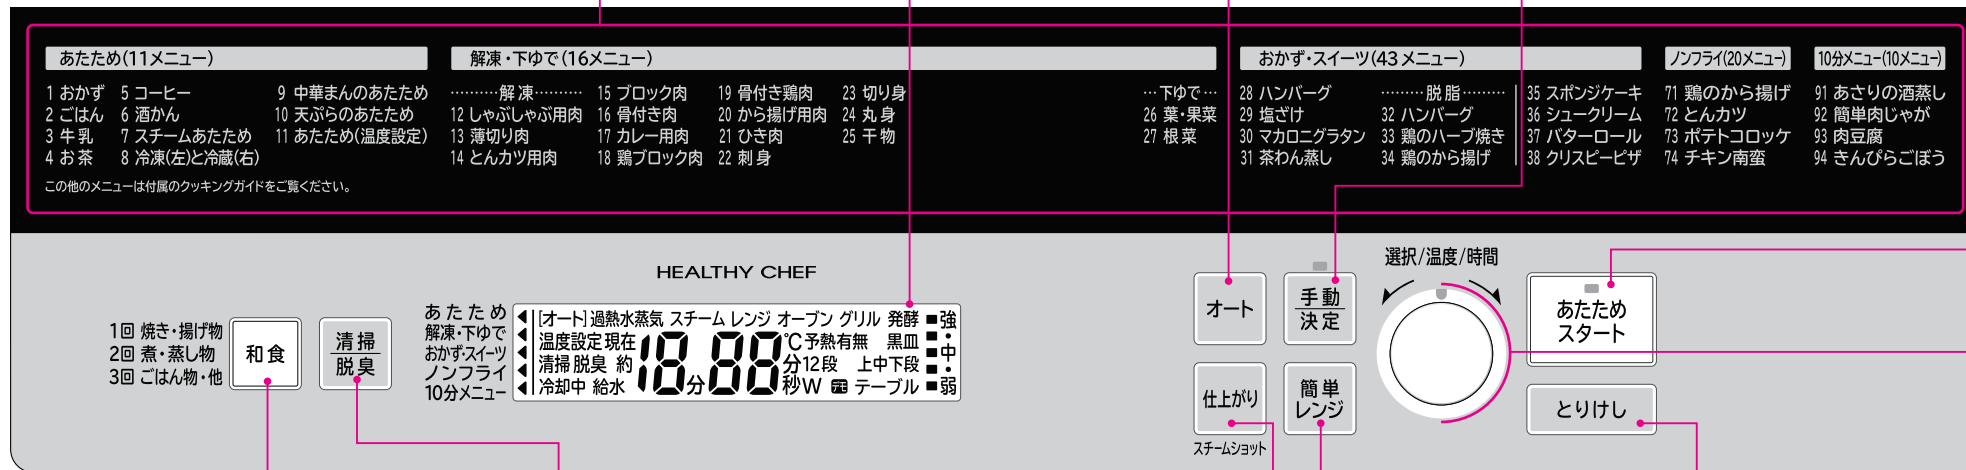 あたため(11メニュー)
1 おかず 5 コーヒー 9 中華まんのあたため
2 ごはん 6 酒かん 10 天ぷらのあたため
3 牛乳 7 スチームあたため 11 あたため(温度設定)
4 お茶 8 冷凍(左)と冷蔵(右)
この他のメニューは付属のクッキングガイドをご覧ください。
解凍・下ゆで(16メニュー)
………解凍……… 15 ブロック肉 19 骨付き鶏肉 23 切り身 …下ゆで…
12 しゃぶしゃぶ用肉 16 骨付き肉 20 から揚げ用肉 24 丸身 26 葉・果菜
13 薄切り肉 17 カレー用肉 21 ひき肉 25 干物 27 根菜
14 とんカツ用肉 18 鶏ブロック肉 22 刺身
おかず・スイーツ(43メニュー)
28 ハンバーグ ………脱脂……… 35 スポンジケーキ
29 塩ざけ 32 ハンバーグ 36 シュークリーム
30 マカロニグラタン 33 鶏のハーブ焼き 37 バターロール
31 茶わん蒸し 34 鶏のから揚げ 38 クリスピーピザ
ノンフライ(20メニュー)
71 鶏のから揚げ
72 とんカツ
73 ポテトコロッケ
74 チキン南蛮
10分メニュー(10メニュー)
91 あさりの酒蒸し
92 簡単肉じゃが
93 肉豆腐
94 きんぴらごぼう
HEALTHY CHEF
1回 焼き・揚げ物
2回 煮・蒸し物
3回 ごはん物・他
和食
清掃
脱臭
あたため
解凍・下ゆで
おかず・スイーツ
ノンフライ
10分メニュー
[オート]過熱水蒸気 スチーム レンジ オーブン グリル 発酵 強
温度設定現在 ℃予熱有無 黒皿
清掃 脱臭 約 18分88 分12段 上中下段 中
冷却中 給水 秒W テーブル 弱
オート
手動
決定
仕上がり
スチームショット
簡単
レンジ
選択/温度/時間
あたため
スタート
とりけし